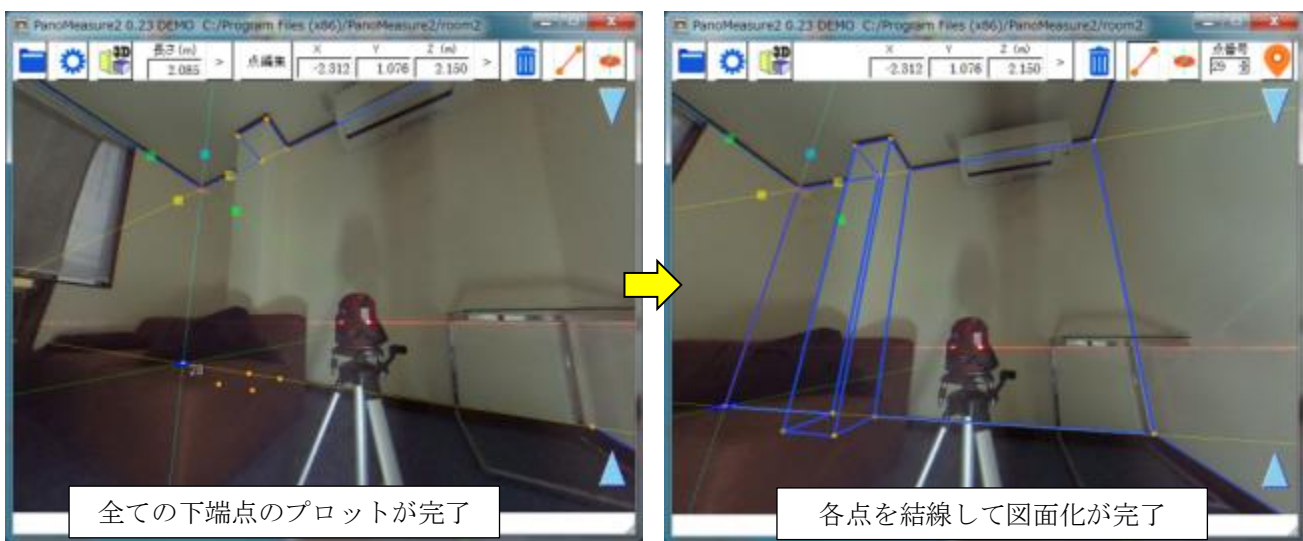 PanoMeasure2 0.23 DEMO C:/Program Files (x86)/PanoMeasure2/room2
3D
長さ (m)
2.085
>
点編集
X Y Z (m)
-2.312 1.076 2.150
>
全ての下端点のプロットが完了
PanoMeasure2 0.23 DEMO C:/Program Files (x86)/PanoMeasure2/room2
3D
X Y Z (m)
-2.312 1.076 2.150
>
点番号
29
各点を結線して図面化が完了